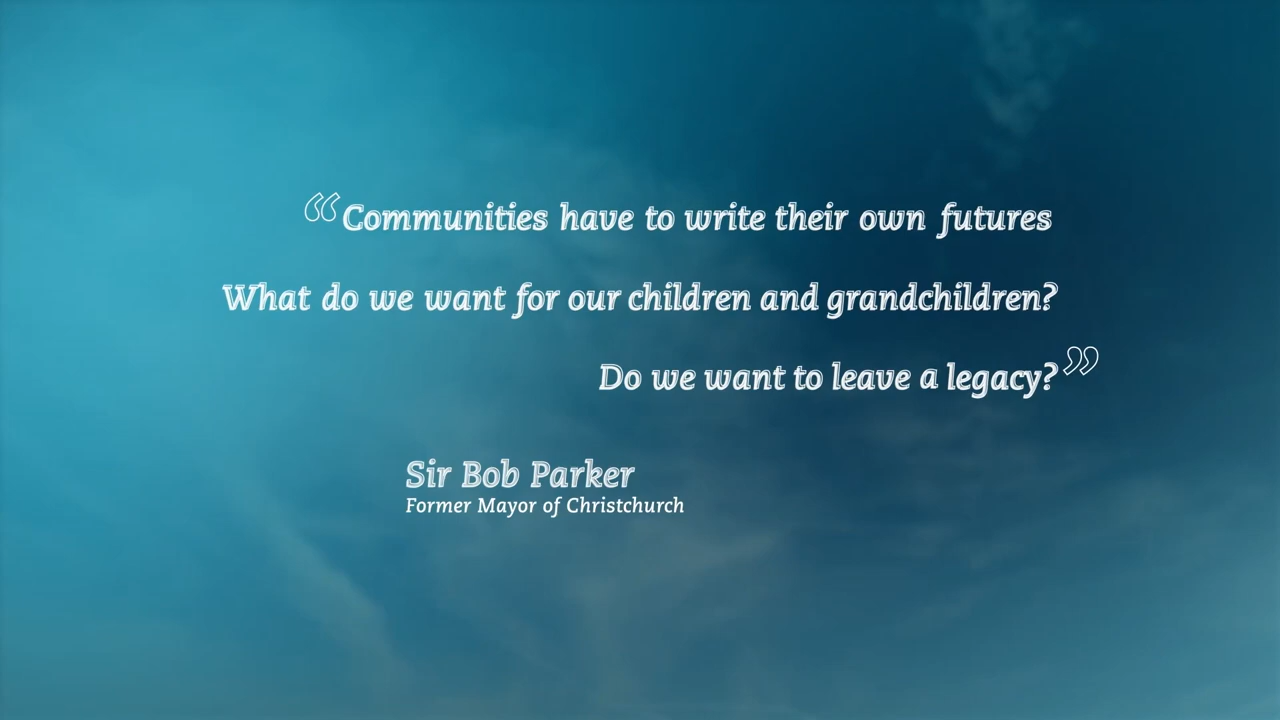 “Communities have to write their own futures
What do we want for our children and grandchildren?
Do we want to leave a legacy?”
Sir Bob Parker
Former Mayor of Christchurch